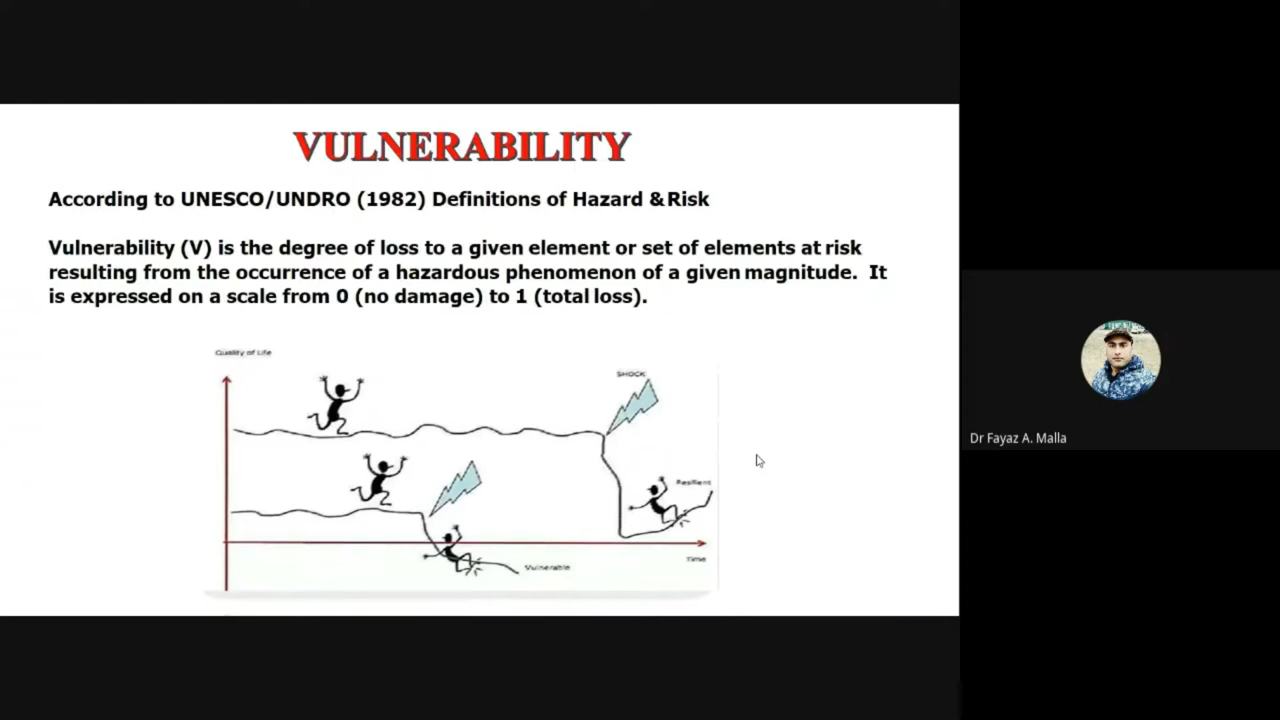 VULNERABILITY
According to UNESCO/UNDRO (1982) Definitions of Hazard & Risk
Vulnerability (V) is the degree of loss to a given element or set of elements at risk
resulting from the occurrence of a hazardous phenomenon of a given magnitude. It
is expressed on a scale from 0 (no damage) to 1 (total loss).
Quality of Life
SHOCK
Resilient
Time
Vulnerable
Dr Fayaz A. Malla